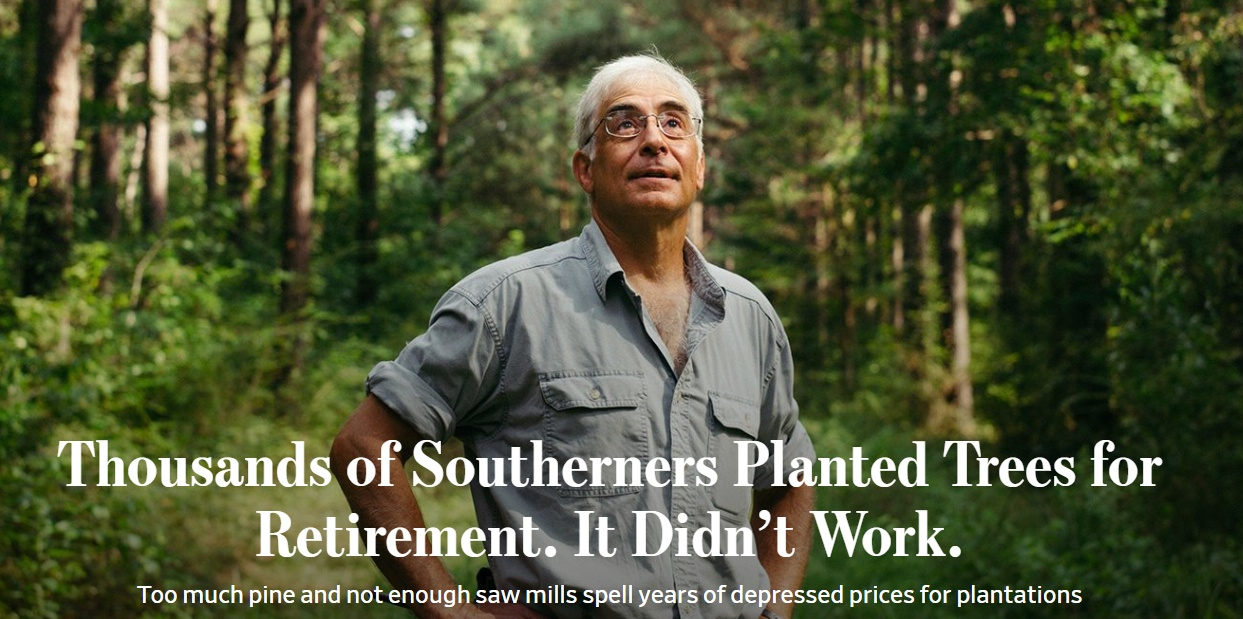 Thousands of Southerners Planted Trees for
Retirement. It Didn’t Work.
Too much pine and not enough saw mills spell years of depressed prices for plantations